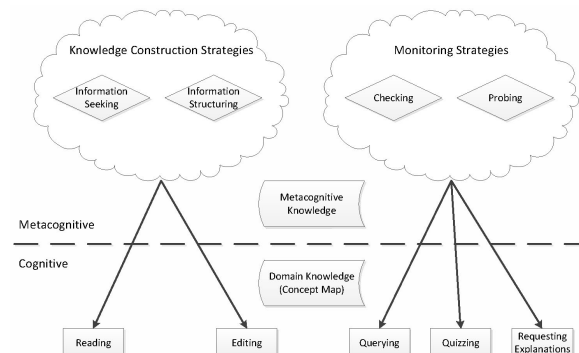 Knowledge Construction Strategies
Monitoring Strategies
Information
Seeking
Information
Structuring
Checking
Probing
Metacognitive
Knowledge
Metacognitive
Cognitive
Domain Knowledge
(Concept Map)
Reading
Editing
Querying
Quizzing
Requesting
Explanations